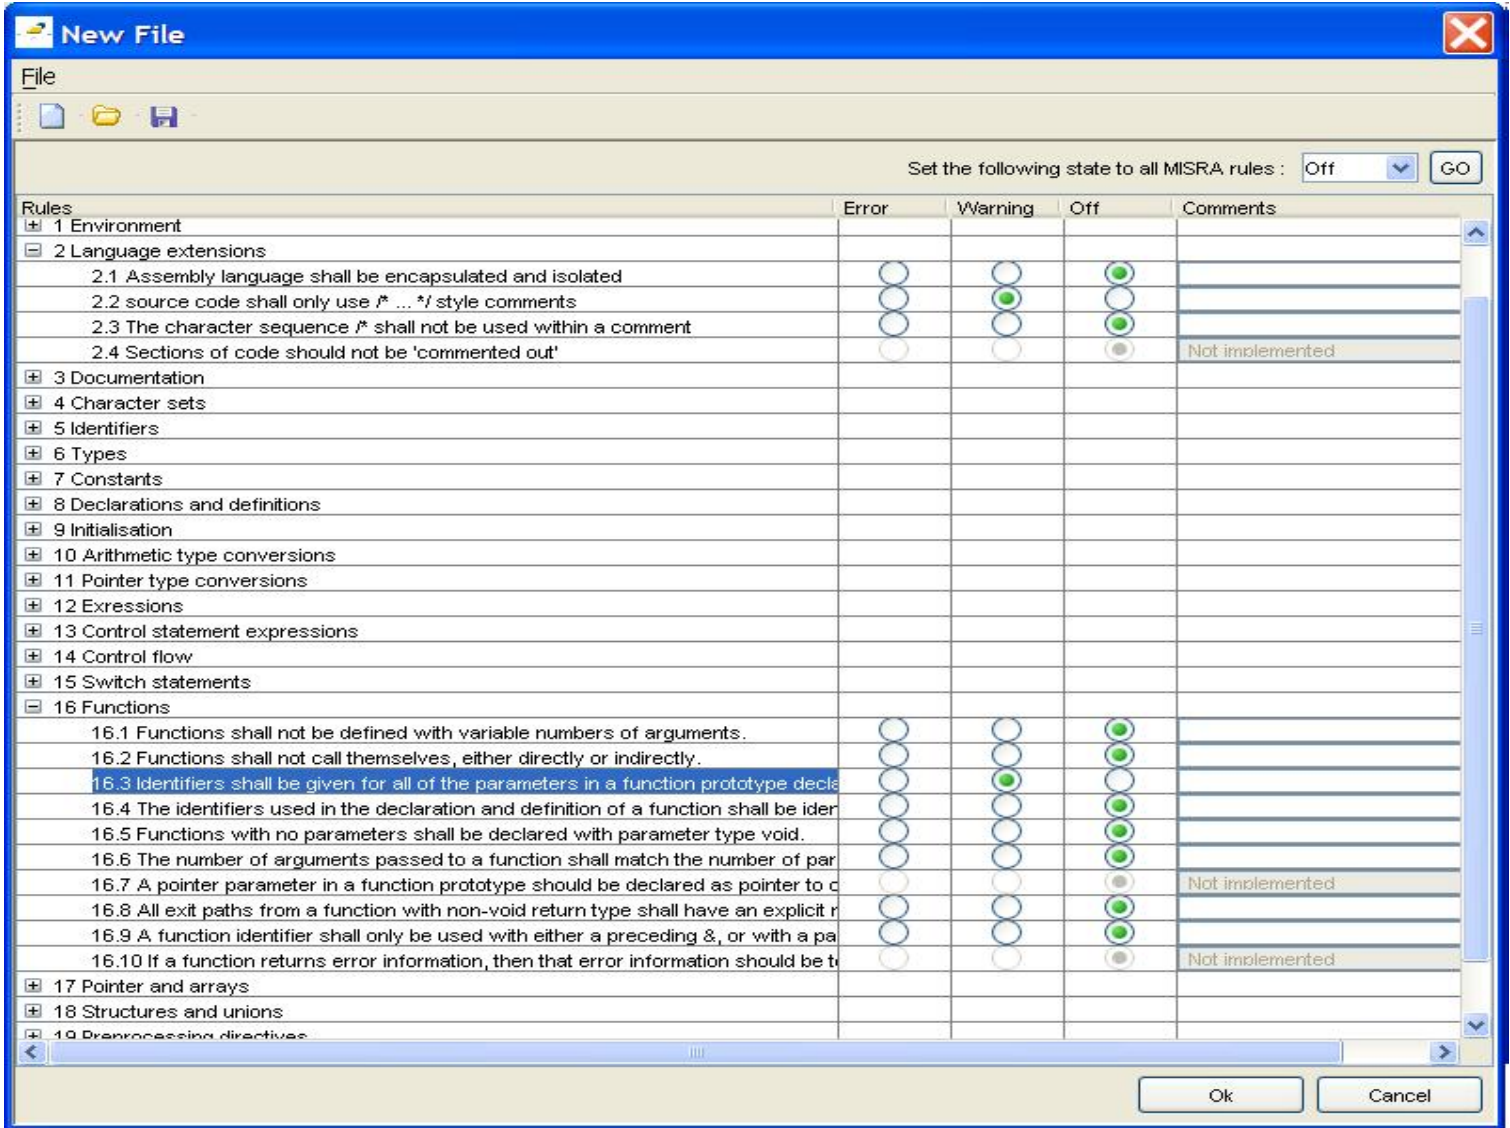 New File
File
Set the following state to all MISRA rules : Off GO
Rules Error Warning Off Comments
1 Environment
2 Language extensions
2.1 Assembly language shall be encapsulated and isolated
2.2 source code shall only use /* ... */ style comments
2.3 The character sequence /* shall not be used within a comment
2.4 Sections of code should not be 'commented out' Not implemented
3 Documentation
4 Character sets
5 Identifiers
6 Types
7 Constants
8 Declarations and definitions
9 Initialisation
10 Arithmetic type conversions
11 Pointer type conversions
12 Exressions
13 Control statement expressions
14 Control flow
15 Switch statements
16 Functions
16.1 Functions shall not be defined with variable numbers of arguments.
16.2 Functions shall not call themselves, either directly or indirectly.
16.3 Identifiers shall be given for all of the parameters in a function prototype decla
16.4 The identifiers used in the declaration and definition of a function shall be iden
16.5 Functions with no parameters shall be declared with parameter type void.
16.6 The number of arguments passed to a function shall match the number of par
16.7 A pointer parameter in a function prototype should be declared as pointer to c Not implemented
16.8 All exit paths from a function with non-void return type shall have an explicit r
16.9 A function identifier shall only be used with either a preceding &, or with a pa
16.10 If a function returns error information, then that error information should be te Not implemented
17 Pointer and arrays
18 Structures and unions
19 Preprocessing directives
Ok Cancel